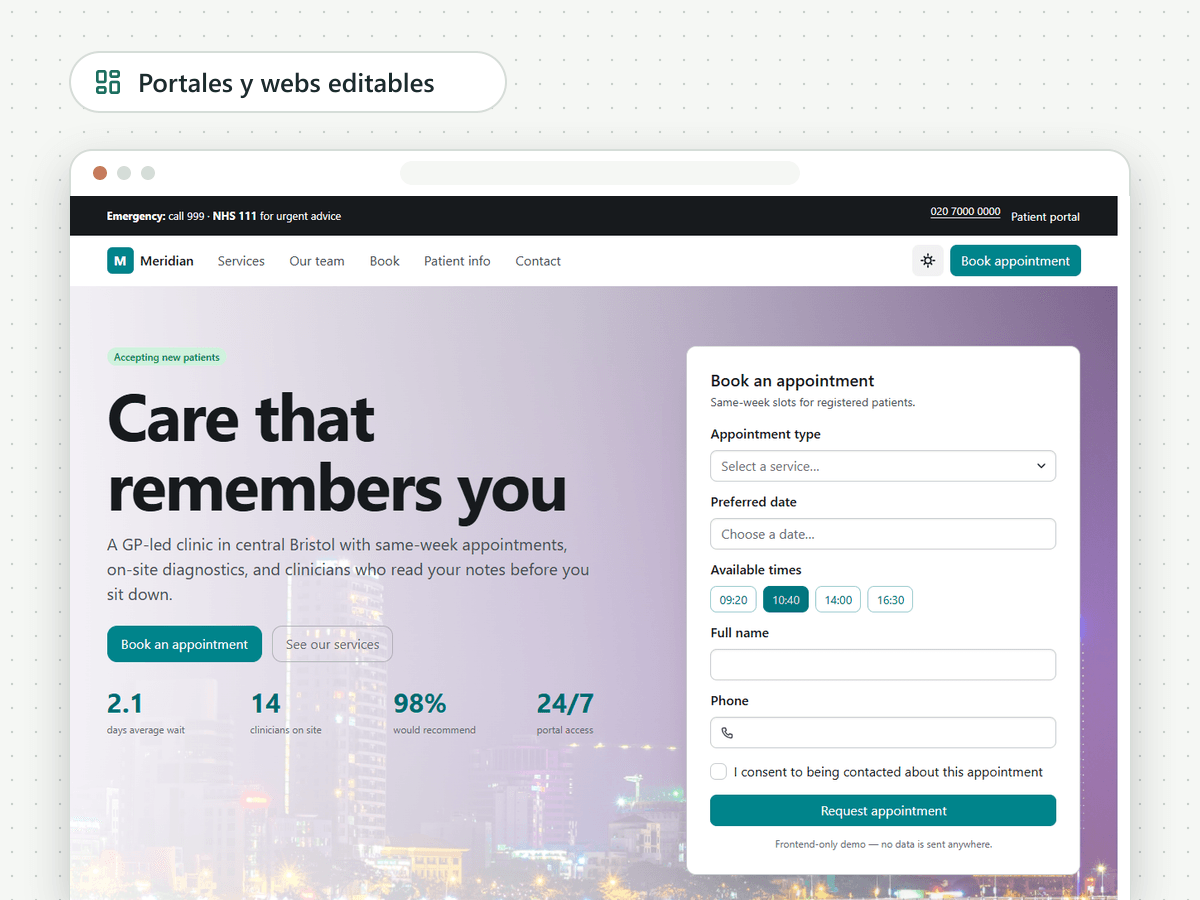 Portales y webs editables
Emergency: call 999 · NHS 111 for urgent advice
020 7000 0000
Patient portal
M Meridian
Services
Our team
Book
Patient info
Contact
Book appointment
Accepting new patients
Care that
remembers you
A GP-led clinic in central Bristol with same-week appointments,
on-site diagnostics, and clinicians who read your notes before you
sit down.
Book an appointment
See our services
2.1
days average wait
14
clinicians on site
98%
would recommend
24/7
portal access
Book an appointment
Same-week slots for registered patients.
Appointment type
Select a service...
Preferred date
Choose a date...
Available times
09:20
10:40
14:00
16:30
Full name
Phone
I consent to being contacted about this appointment
Request appointment
Frontend-only demo — no data is sent anywhere.